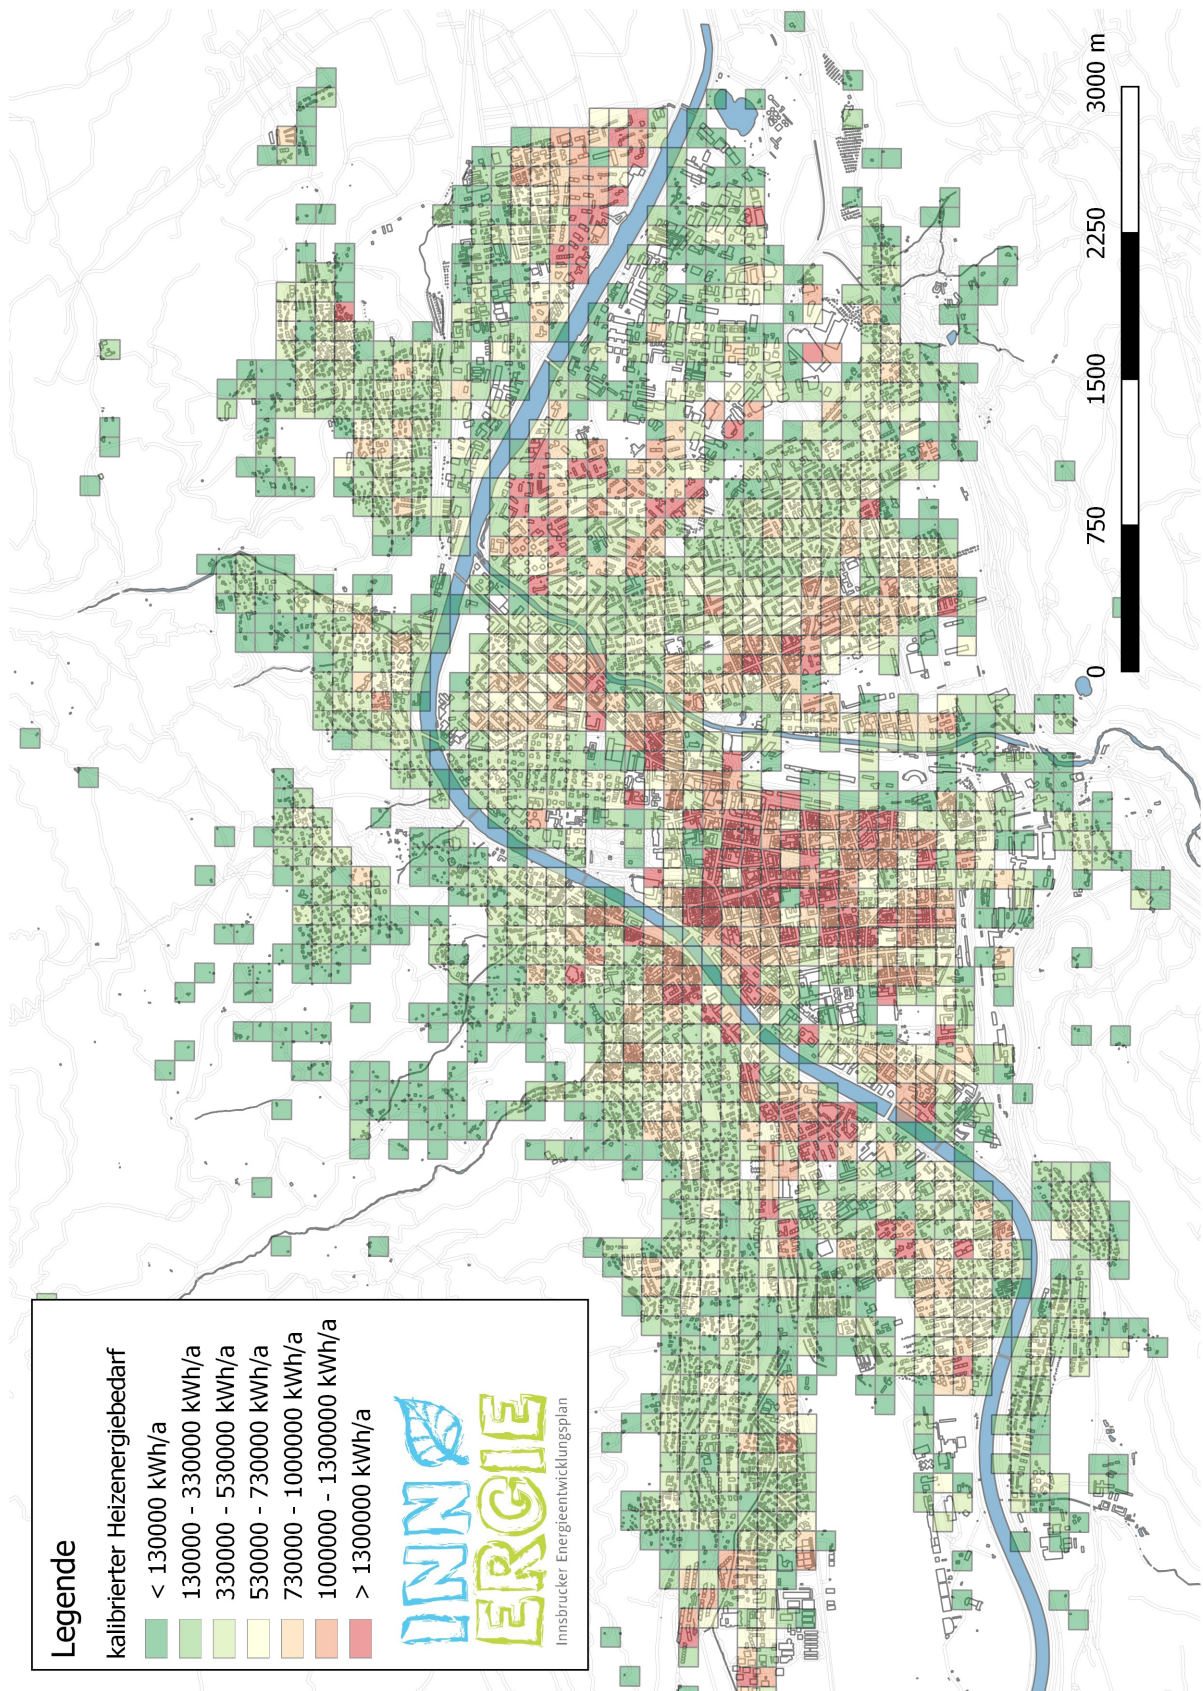 Legende
kalibrierter Heizenergiebedarf
< 130000 kWh/a
130000 - 330000 kWh/a
330000 - 530000 kWh/a
530000 - 730000 kWh/a
730000 - 1000000 kWh/a
1000000 - 1300000 kWh/a
> 1300000 kWh/a
INN
ERGIE
Innsbrucker Energieentwicklungsplan
0 750 1500 2250 3000 m